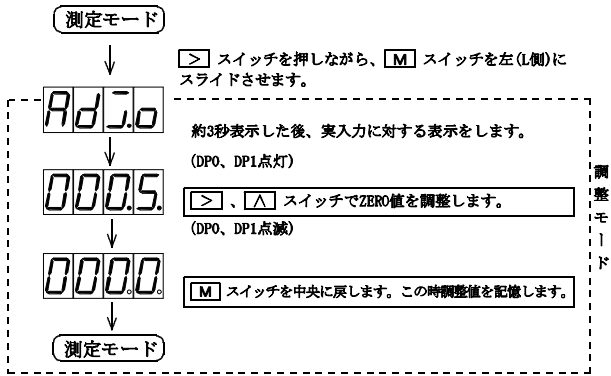 測定モード
> スイッチを押しながら、 M スイッチを左(L側)に
スライドさせます。
Adj.o
約3秒表示した後、実入力に対する表示をします。
(DP0、DP1点灯)
000.5.
> 、 ∧ スイッチでZERO値を調整します。
(DP0、DP1点滅)
000.0.
M スイッチを中央に戻します。この時調整値を記憶します。
測定モード
調整モード